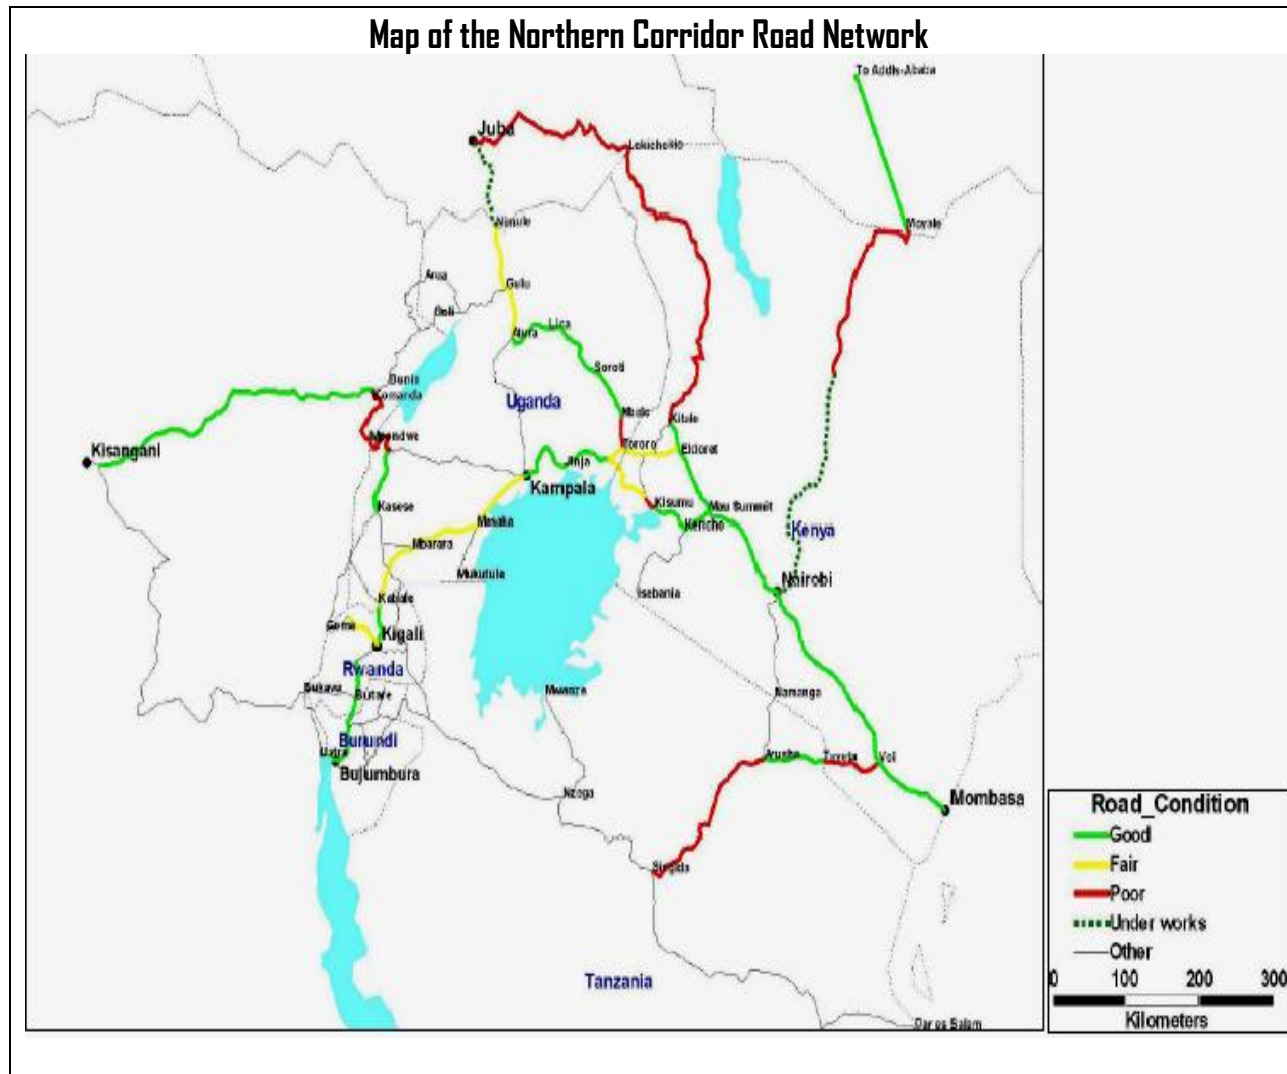 Map of the Northern Corridor Road Network
To Addis-Ababa
Juba
Lokichokio
Nimule
Moyale
Arua
Gulu
Goli
Atura
Lira
Soroti
Bunia
Komanda
Uganda
Mbale
Kitale
Kisangani
Tororo
Eldoret
Jinja
Kampala
Kasese
Kisumu
Mau Summit
Kericho
Kenya
Masaka
Mbarara
Mukutula
Nairobi
Isebania
Kabale
Goma
Kigali
Rwanda
Bukavu
Butare
Mwanza
Namanga
Burundi
Uvira
Bujumbura
Arusha
Taveta
Voi
Nzega
Mombasa
Singida
Tanzania
Dar es Salam
Road_Condition
Good
Fair
Poor
Under works
Other
0 100 200 300
Kilometers